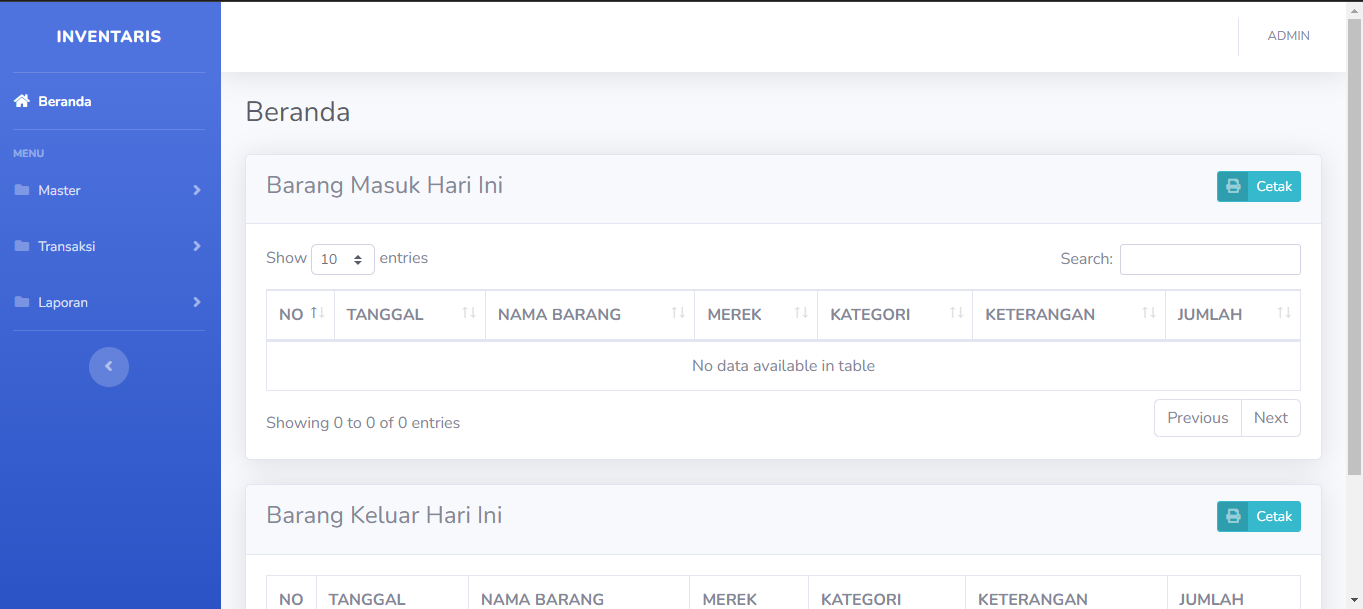 INVENTARIS
ADMIN
Beranda
MENU
Master
Transaksi
Laporan
Beranda
Barang Masuk Hari Ini
Cetak
Show 10 entries
Search:
NO TANGGAL NAMA BARANG MEREK KATEGORI KETERANGAN JUMLAH
No data available in table
Showing 0 to 0 of 0 entries
Previous Next
Barang Keluar Hari Ini
Cetak
NO TANGGAL NAMA BARANG MEREK KATEGORI KETERANGAN JUMLAH